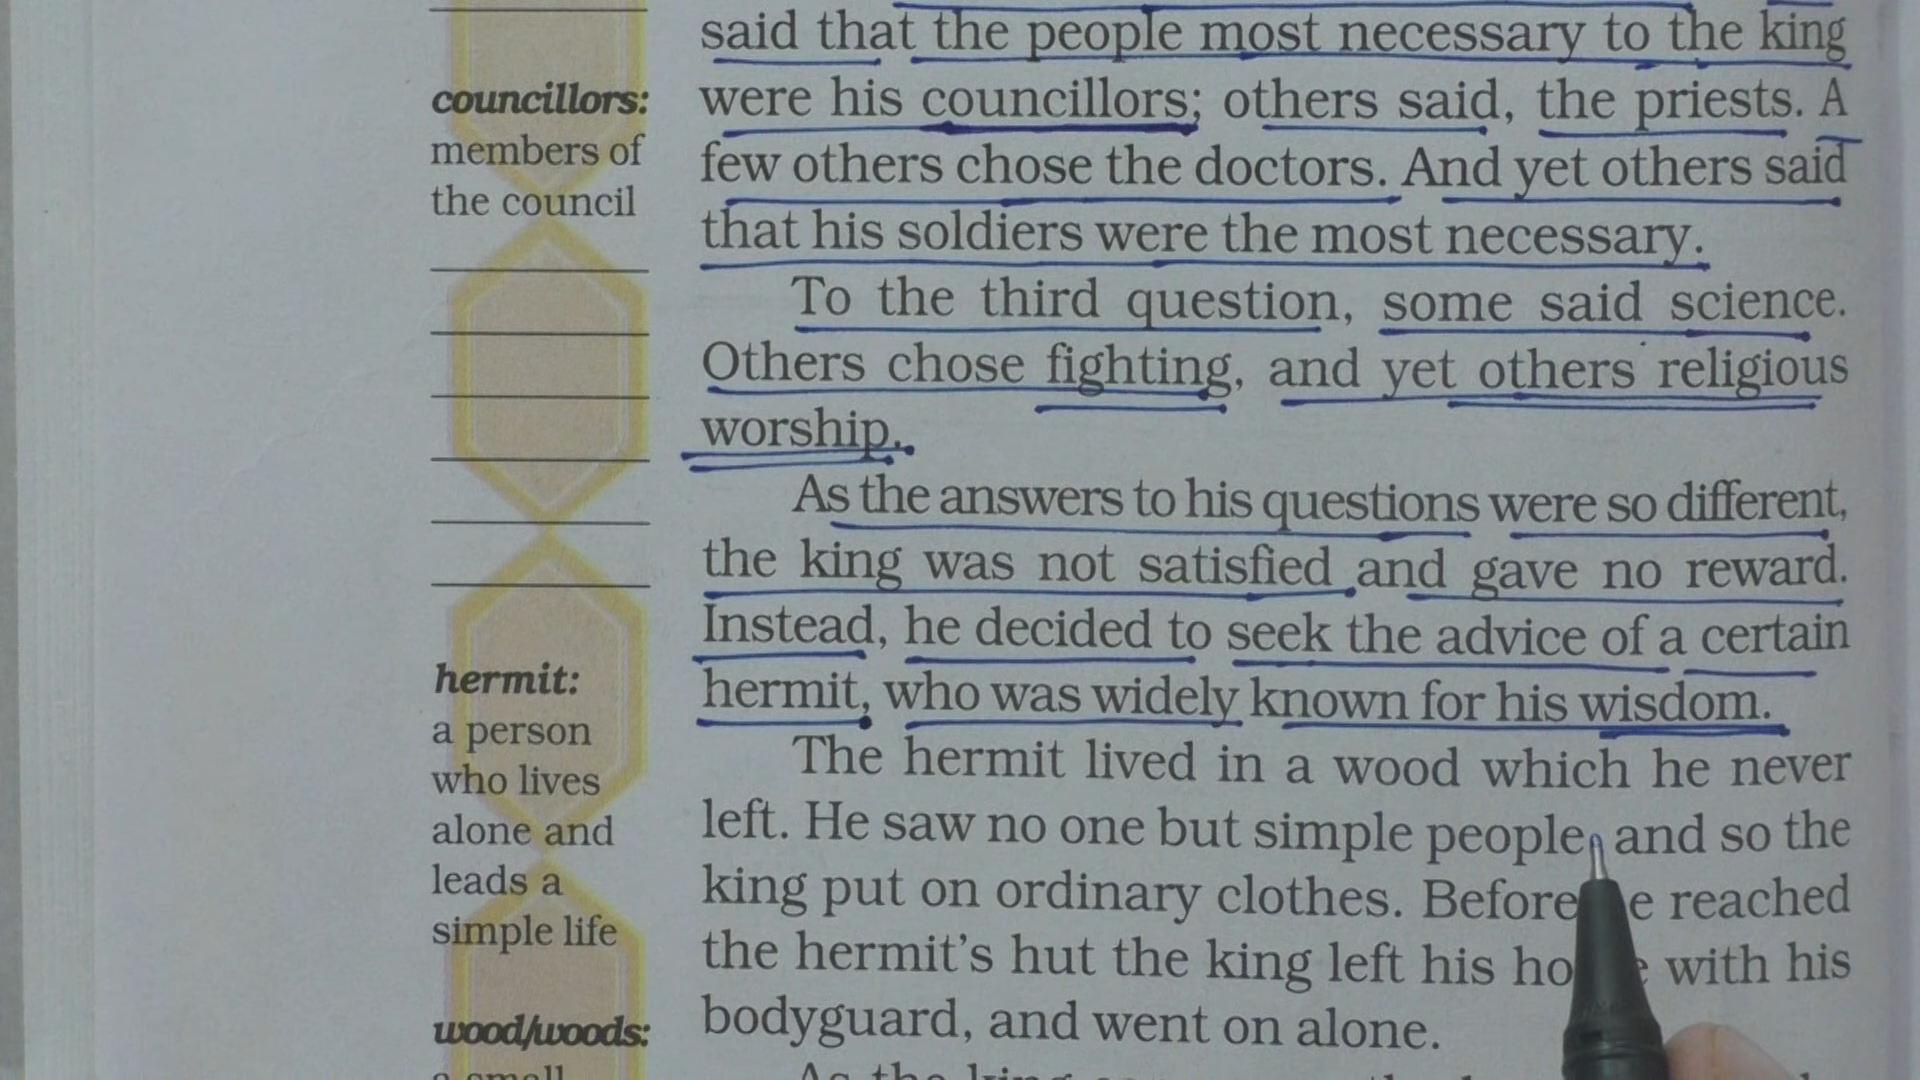 said that the people most necessary to the king
were his councillors; others said, the priests. A
few others chose the doctors. And yet others said
that his soldiers were the most necessary.
To the third question, some said science.
Others chose fighting, and yet others religious
worship.
As the answers to his questions were so different,
the king was not satisfied and gave no reward.
Instead, he decided to seek the advice of a certain
hermit, who was widely known for his wisdom.
The hermit lived in a wood which he never
left. He saw no one but simple people, and so the
king put on ordinary clothes. Before reached
the hermit's hut the king left his with his
bodyguard, and went on alone.
As the king
councillors:
members of
the council
hermit:
a person
who lives
alone and
leads a
simple life
wood/woods:
a small